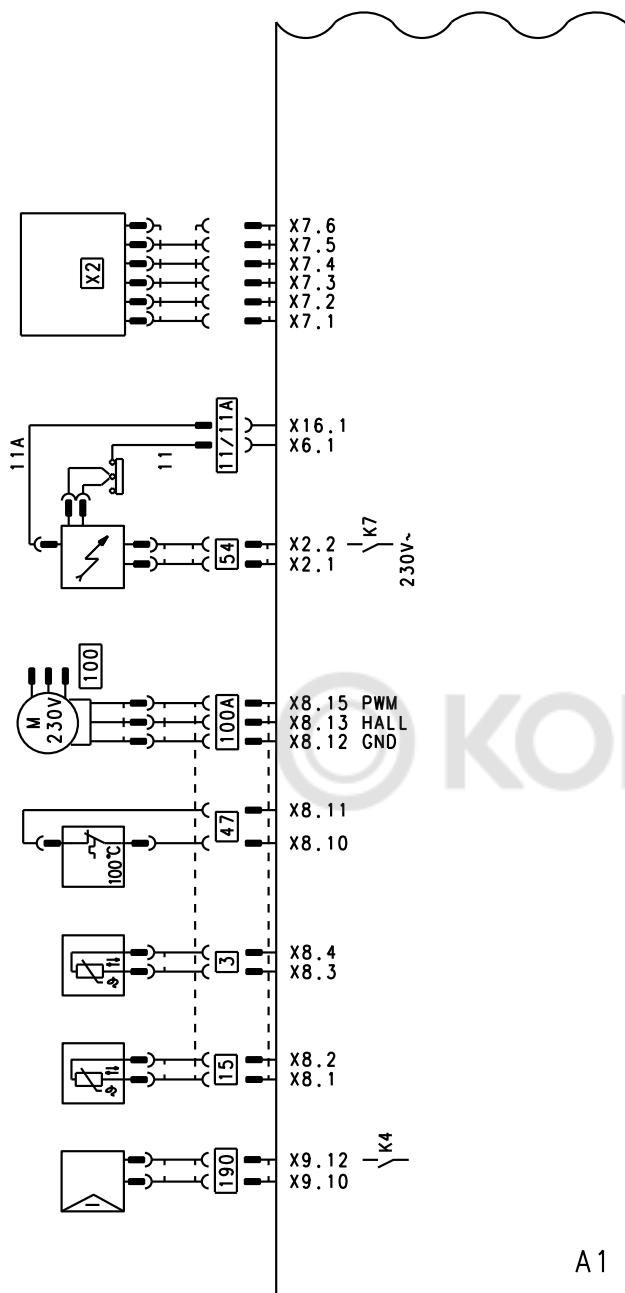 X2
X7.6
X7.5
X7.4
X7.3
X7.2
X7.1
11A
11
11/11A
X16.1
X6.1
54
X2.2
X2.1
K7
230V~
100
M
230V
100A
X8.15 PWM
X8.13 HALL
X8.12 GND
© KO
47
X8.11
X8.10
100°C
3
X8.4
X8.3
15
X8.2
X8.1
190
X9.12
X9.10
K4
A1